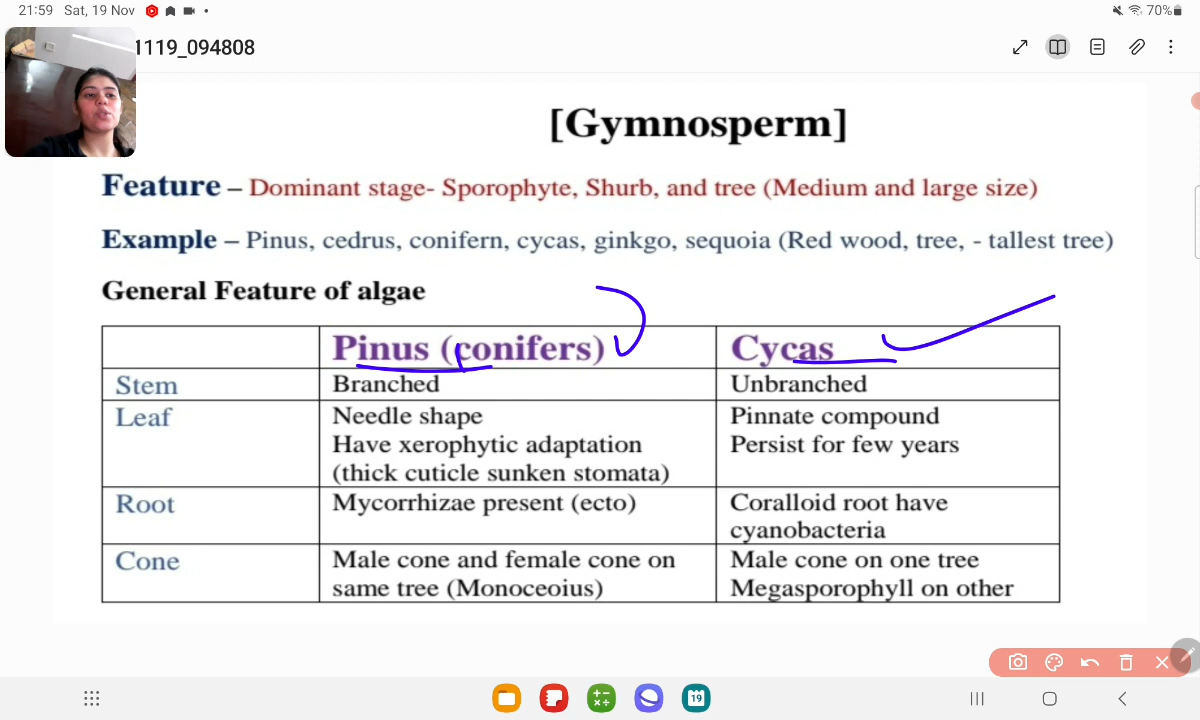 21:59 Sat, 19 Nov
70%
1119_094808
[Gymnosperm]
Feature – Dominant stage- Sporophyte, Shurb, and tree (Medium and large size)
Example – Pinus, cedrus, conifern, cycas, ginkgo, sequoia (Red wood, tree, - tallest tree)
General Feature of algae
Pinus (conifers) Cycas
Stem Branched Unbranched
Leaf Needle shape Pinnate compound
Have xerophytic adaptation Persist for few years
(thick cuticle sunken stomata)
Root Mycorrhizae present (ecto) Coralloid root have
cyanobacteria
Cone Male cone and female cone on Male cone on one tree
same tree (Monoceoius) Megasporophyll on other
19